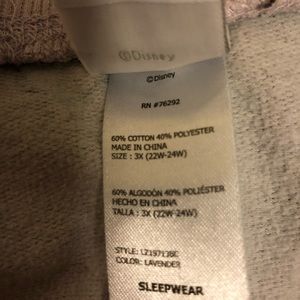 ©Disney
©Disney
RN #76292
60% COTTON 40% POLYESTER
MADE IN CHINA
SIZE : 3X (22W-24W)
60% ALGODÓN 40% POLIÉSTER
HECHO EN CHINA
TALLA : 3X (22W-24W)
STYLE:
COLOR: LAVENDER
SLEEPWEAR